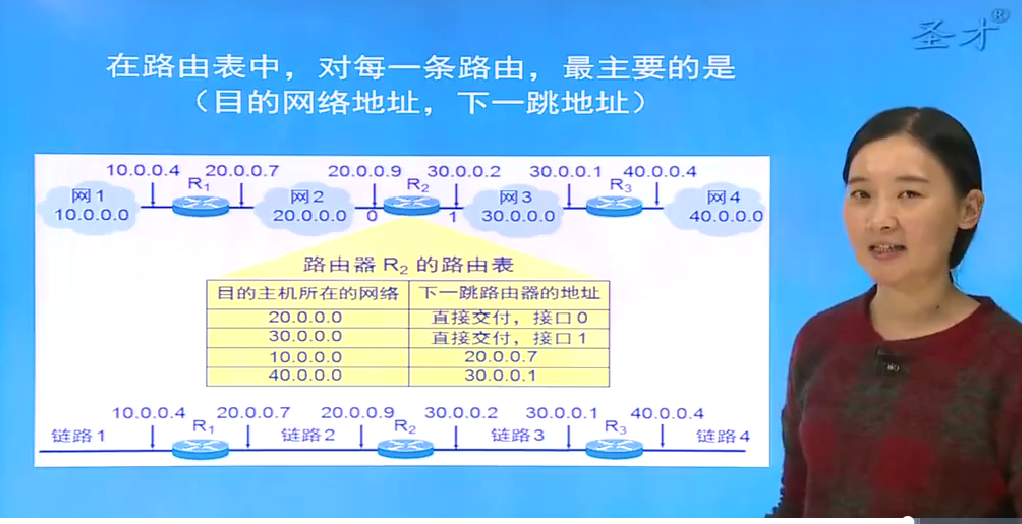 圣才®
在路由表中，对每一条路由，最主要的是
（目的网络地址，下一跳地址）
10.0.0.4 20.0.0.7 20.0.0.9 30.0.0.2 30.0.0.1 40.0.0.4
网1 R1 网2 R2 网3 R3 网4
10.0.0.0 20.0.0.0 0 1 30.0.0.0 40.0.0.0
路由器 R2 的路由表
目的主机所在的网络 下一跳路由器的地址
20.0.0.0 直接交付，接口 0
30.0.0.0 直接交付，接口 1
10.0.0.0 20.0.0.7
40.0.0.0 30.0.0.1
10.0.0.4 20.0.0.7 20.0.0.9 30.0.0.2 30.0.0.1 40.0.0.4
链路1 R1 链路2 R2 链路3 R3 链路4